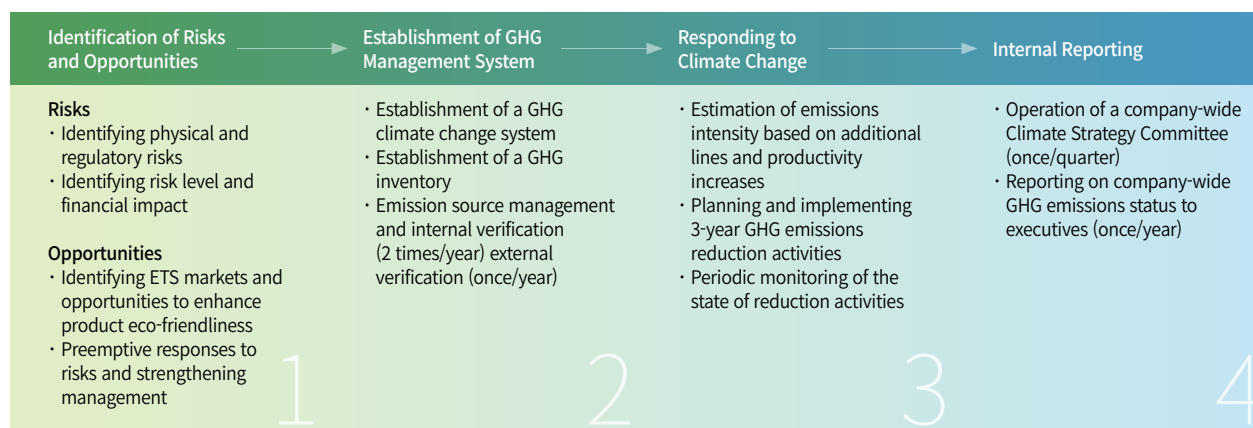 Identification of Risks
and Opportunities
Establishment of GHG
Management System
Responding to
Climate Change
Internal Reporting
Risks
· Identifying physical and
regulatory risks
· Identifying risk level and
financial impact
Opportunities
· Identifying ETS markets and
opportunities to enhance
product eco-friendliness
· Preemptive responses to
risks and strengthening
management
1
· Establishment of a GHG
climate change system
· Establishment of a GHG
inventory
· Emission source management
and internal verification
(2 times/year) external
verification (once/year)
2
· Estimation of emissions
intensity based on additional
lines and productivity
increases
· Planning and implementing
3-year GHG emissions
reduction activities
· Periodic monitoring of the
state of reduction activities
3
· Operation of a company-wide
Climate Strategy Committee
(once/quarter)
· Reporting on company-wide
GHG emissions status to
executives (once/year)
4